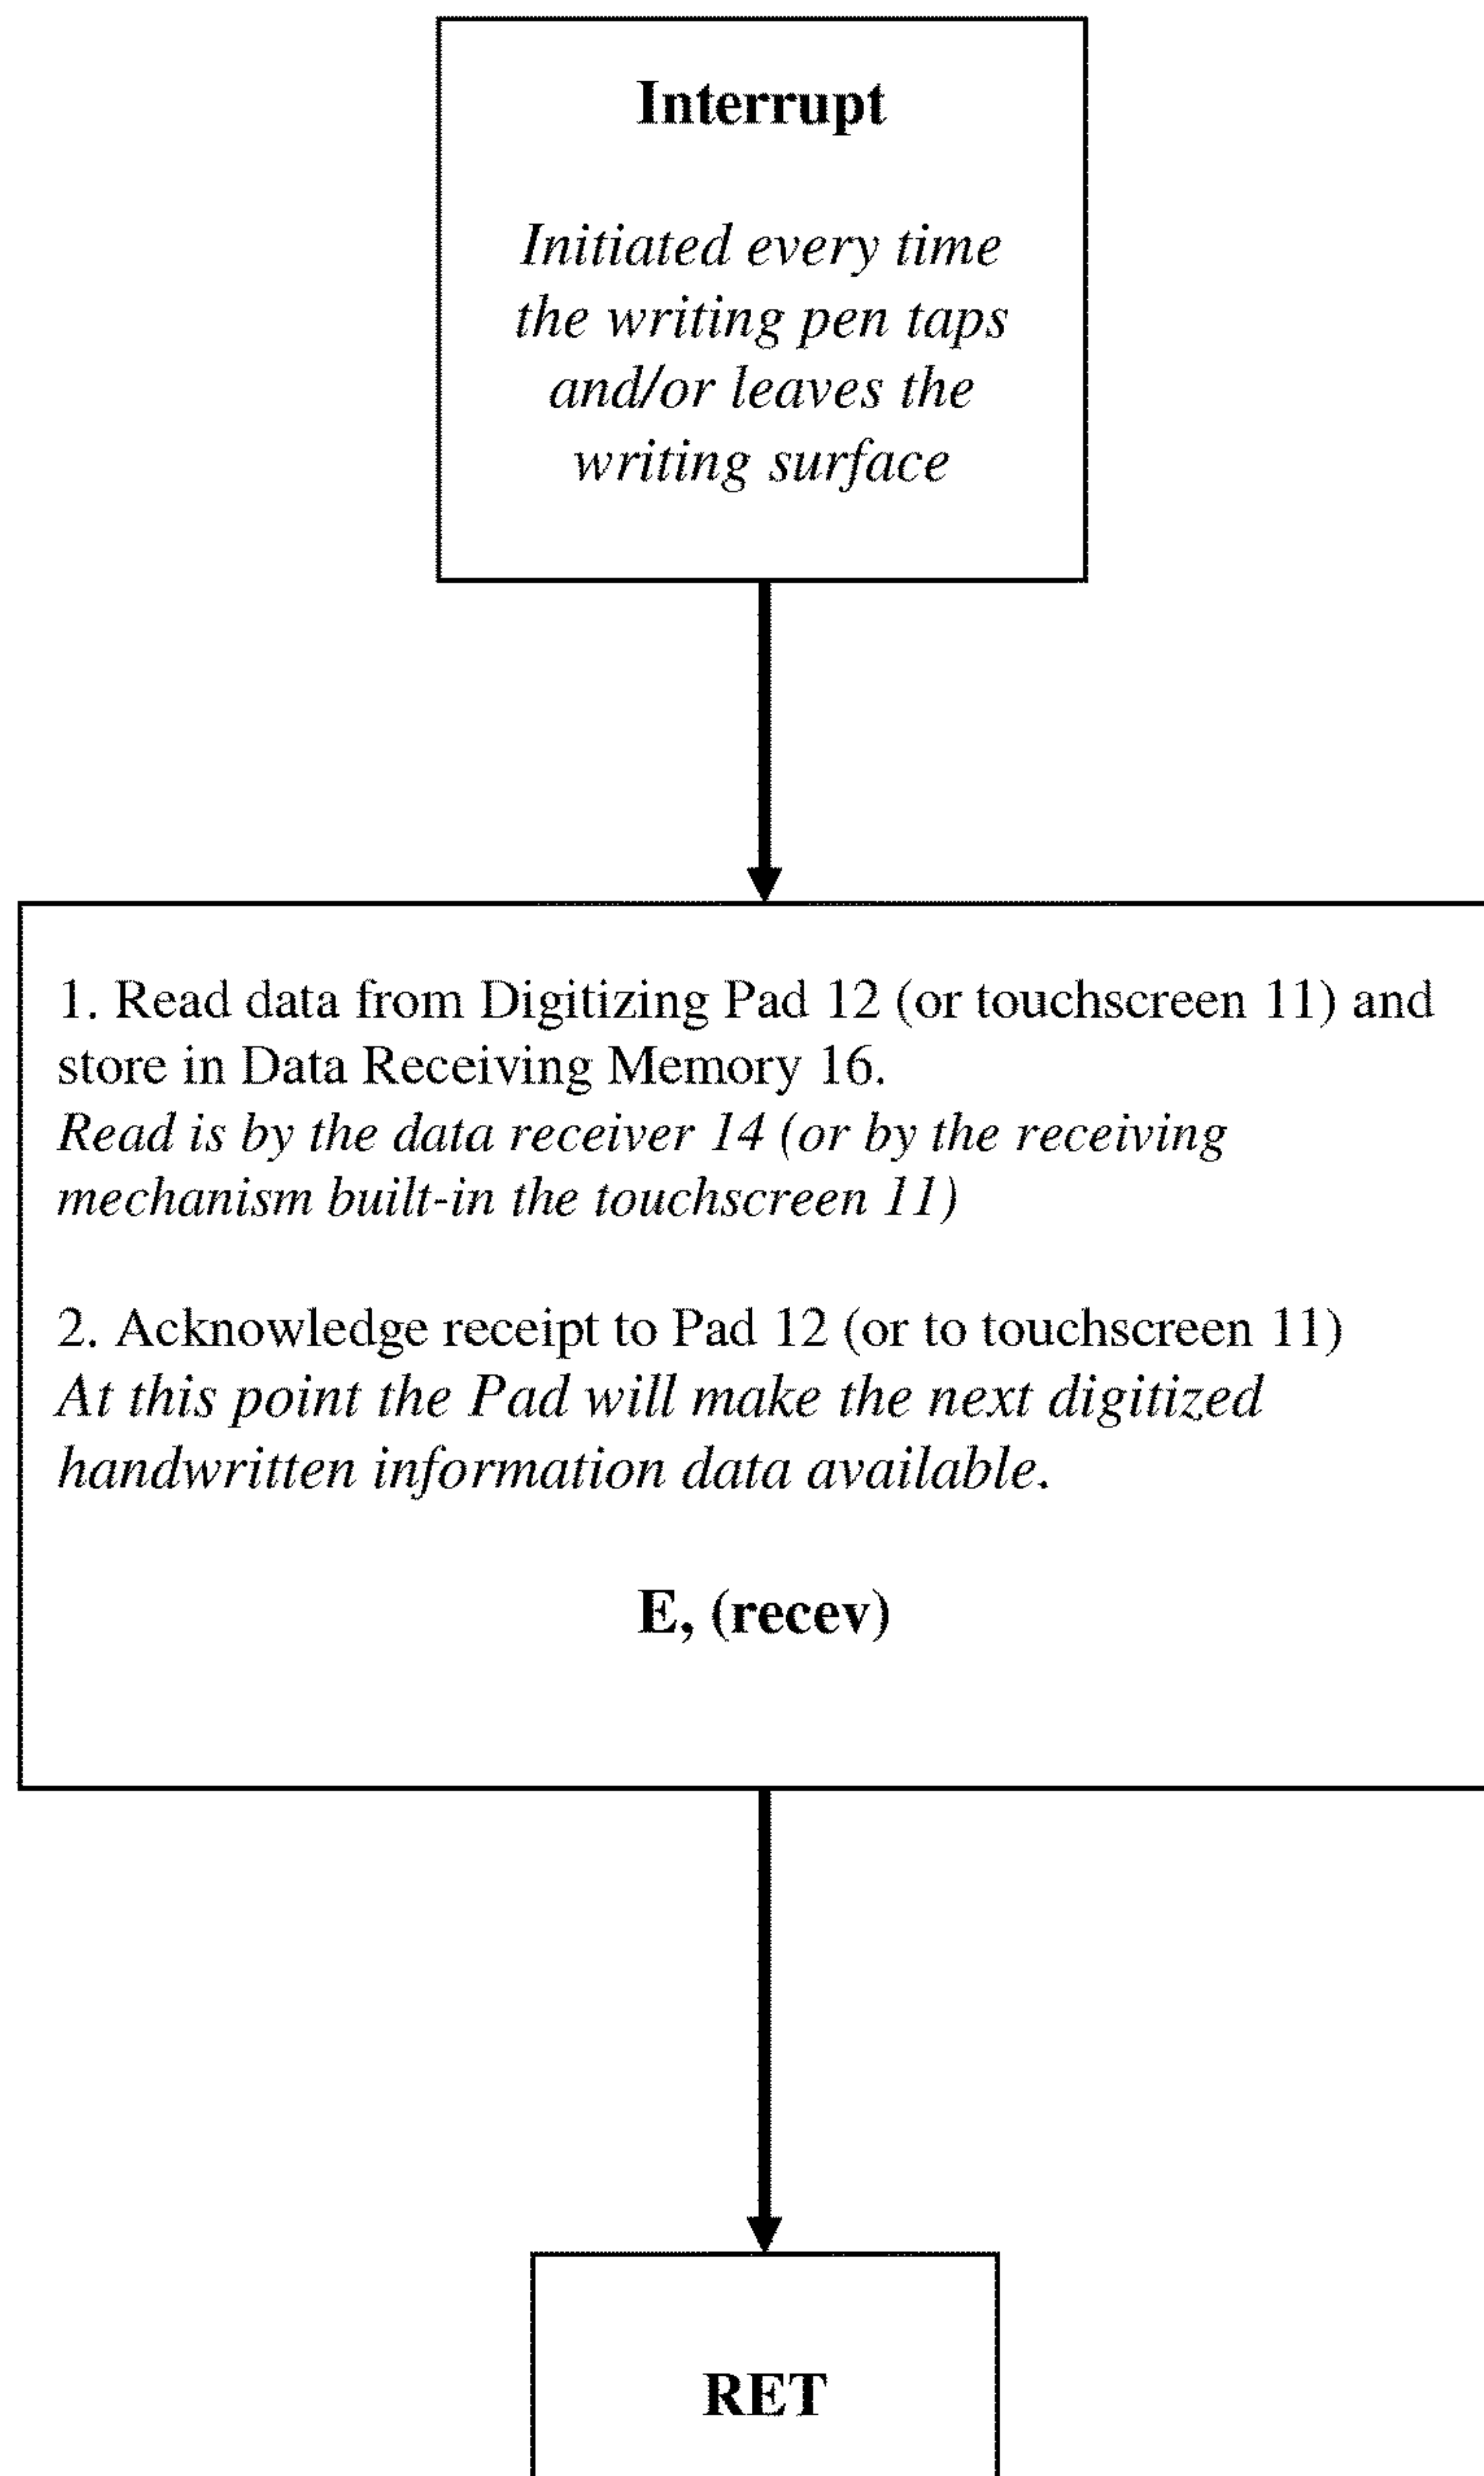 Interrupt
Initiated every time
the writing pen taps
and/or leaves the
writing surface
1. Read data from Digitizing Pad 12 (or touchscreen 11) and
store in Data Receiving Memory 16.
Read is by the data receiver 14 (or by the receiving
mechanism built-in the touchscreen 11)
2. Acknowledge receipt to Pad 12 (or to touchscreen 11)
At this point the Pad will make the next digitized
handwritten information data available.
E, (recev)
RET